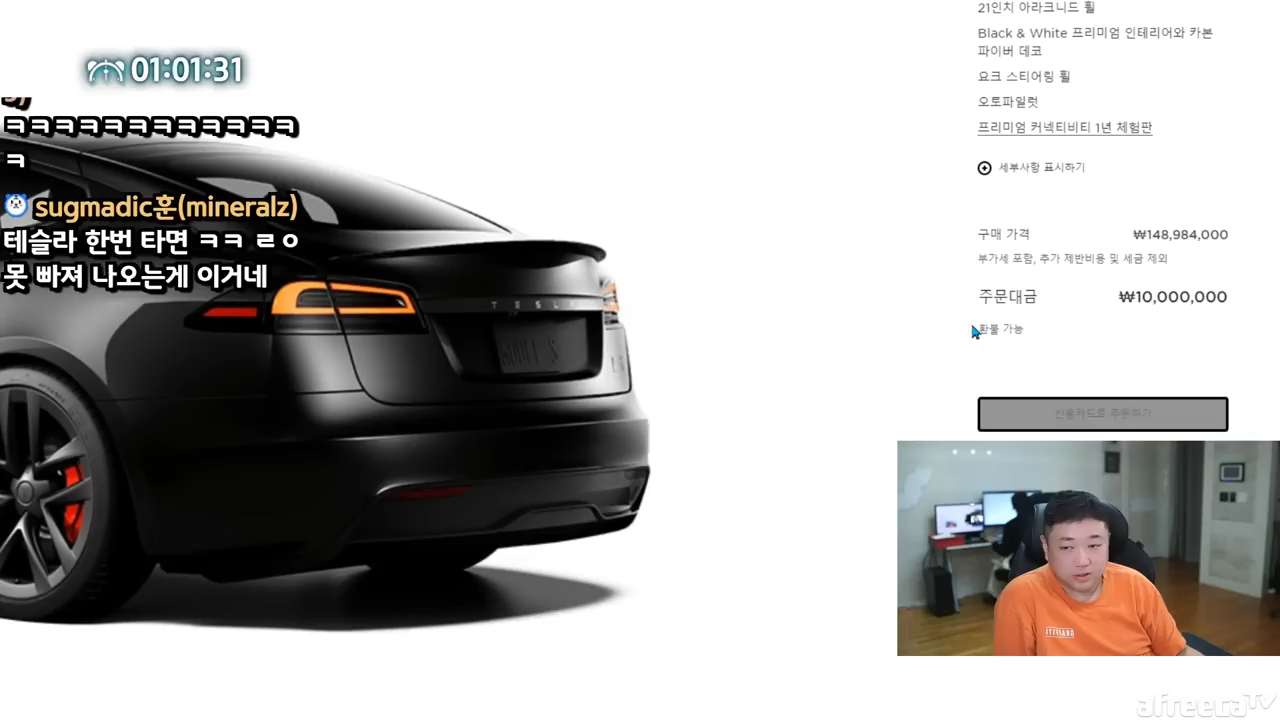 01:01:31
ㅋㅋㅋㅋㅋㅋㅋㅋㅋㅋㅋㅋ
ㅋ
sugmadic훈(mineralz)
테슬라 한번 타면 ㅋㅋ ㄹㅇ
못 빠져 나오는게 이거네
TESLA
21인치 아라크니드 휠
Black & White 프리미엄 인테리어와 카본
파이버 데코
요크 스티어링 휠
오토파일럿
프리미엄 커넥티비티 1년 체험판
세부사항 표시하기
구매 가격 ₩148,984,000
부가세 포함, 추가 제반비용 및 세금 제외
주문대금 ₩10,000,000
환불 가능
신용카드로 주문하기
afreecaTV